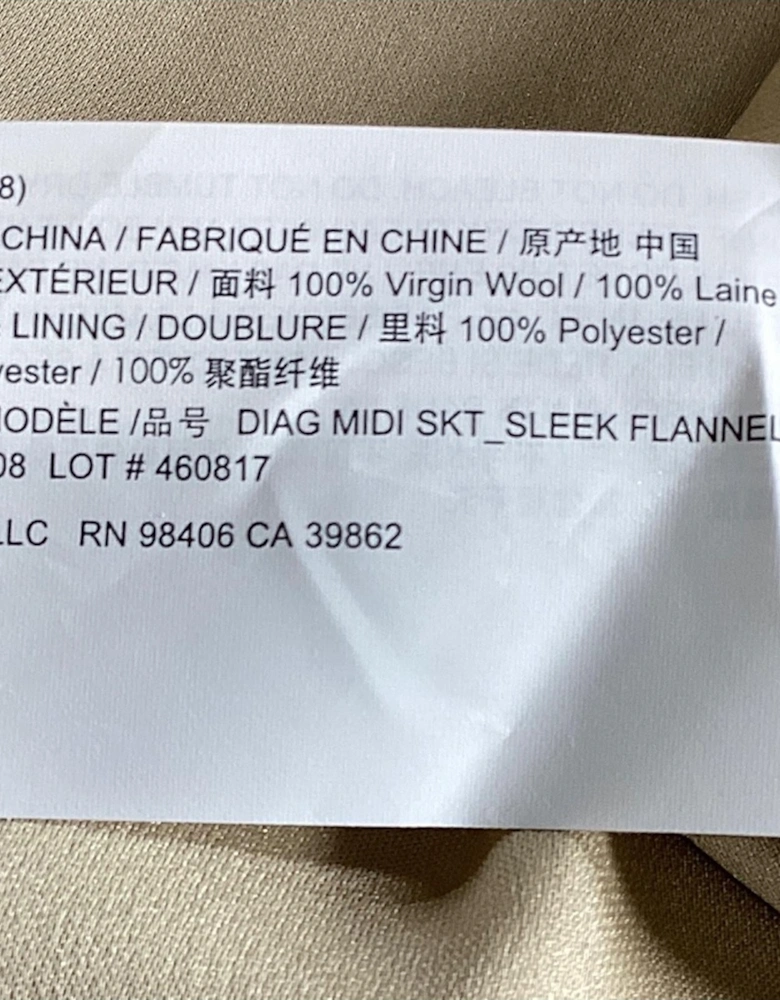 8)
CHINA / FABRIQUÉ EN CHINE / 原产地 中国
EXTÉRIEUR / 面料 100% Virgin Wool / 100% Laine
LINING / DOUBLURE / 里料 100% Polyester /
yester / 100% 聚酯纤维
MODÈLE /品号 DIAG MIDI SKT_SLEEK FLANNEL
08 LOT # 460817
LLC RN 98406 CA 39862